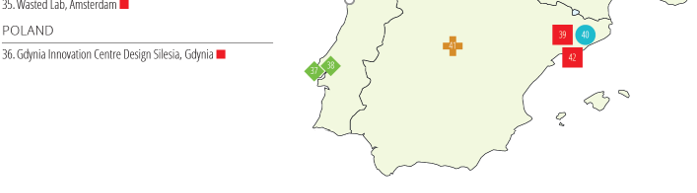 35. Wasted Lab, Amsterdam
POLAND
36. Gdynia Innovation Centre Design Silesia, Gdynia
37
38
39
40
41
42